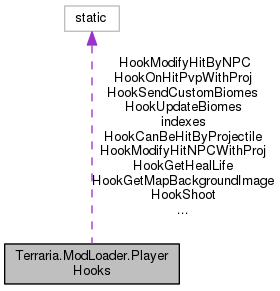 static
HookModifyHitByNPC
HookOnHitPvpWithProj
HookSendCustomBiomes
HookUpdateBiomes
indexes
HookCanBeHitByProjectile
HookModifyHitNPCWithProj
HookGetHealLife
HookGetMapBackgroundImage
HookShoot
...
Terraria.ModLoader.Player
Hooks